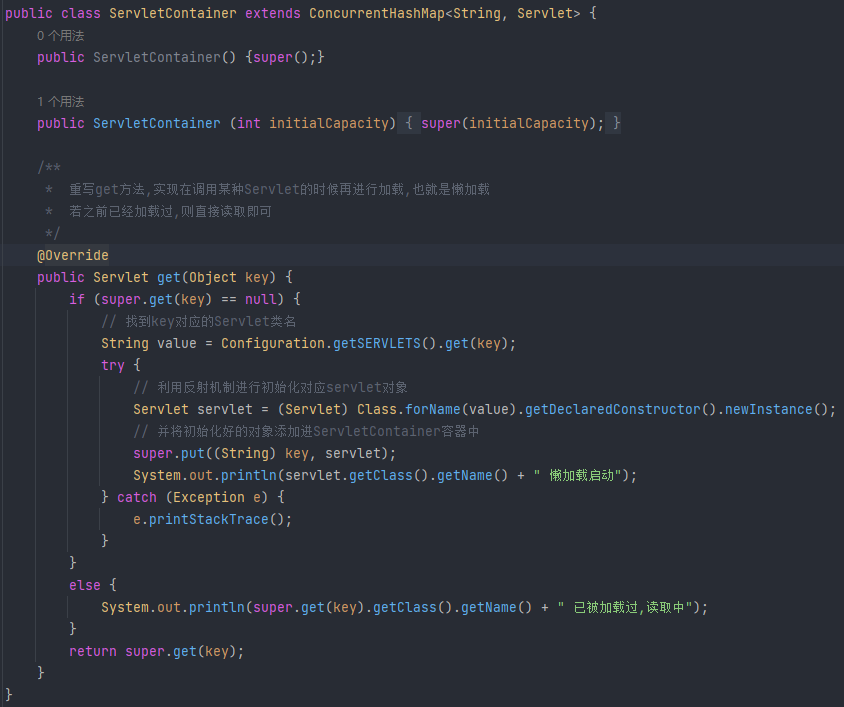 public class ServletContainer extends ConcurrentHashMap<String, Servlet> {
0 个用法
public ServletContainer() {super();}
1 个用法
public ServletContainer (int initialCapacity) { super(initialCapacity); }
/**
* 重写get方法,实现在调用某种Servlet的时候再进行加载,也就是懒加载
* 若之前已经加载过,则直接读取即可
*/
@Override
public Servlet get(Object key) {
if (super.get(key) == null) {
// 找到key对应的Servlet类名
String value = Configuration.getSERVLETS().get(key);
try {
// 利用反射机制进行初始化对应servlet对象
Servlet servlet = (Servlet) Class.forName(value).getDeclaredConstructor().newInstance();
// 并将初始化好的对象添加进ServletContainer容器中
super.put((String) key, servlet);
System.out.println(servlet.getClass().getName() + " 懒加载启动");
} catch (Exception e) {
e.printStackTrace();
}
}
else {
System.out.println(super.get(key).getClass().getName() + " 已被加载过,读取中");
}
return super.get(key);
}
}